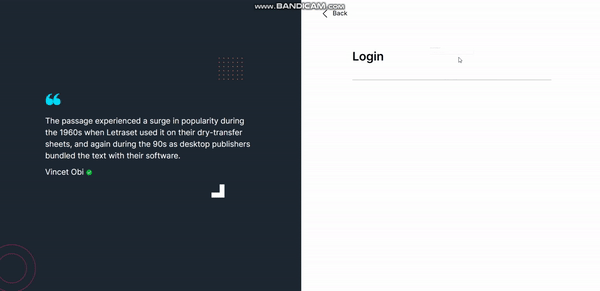 www.BANDICAM.com
Back
Login
The passage experienced a surge in popularity during
the 1960s when Letraset used it on their dry-transfer
sheets, and again during the 90s as desktop publishers
bundled the text with their software.
Vincet Obi